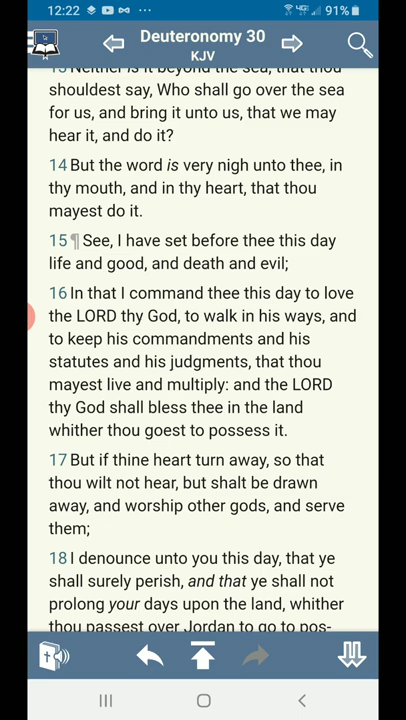 12:22
91%
Deuteronomy 30
KJV
13 Neither is it beyond the sea, that thou
shouldest say, Who shall go over the sea
for us, and bring it unto us, that we may
hear it, and do it?
14 But the word is very nigh unto thee, in
thy mouth, and in thy heart, that thou
mayest do it.
15 ¶ See, I have set before thee this day
life and good, and death and evil;
16 In that I command thee this day to love
the LORD thy God, to walk in his ways, and
to keep his commandments and his
statutes and his judgments, that thou
mayest live and multiply: and the LORD
thy God shall bless thee in the land
whither thou goest to possess it.
17 But if thine heart turn away, so that
thou wilt not hear, but shalt be drawn
away, and worship other gods, and serve
them;
18 I denounce unto you this day, that ye
shall surely perish, and that ye shall not
prolong your days upon the land, whither
thou passest over Jordan to go to pos-